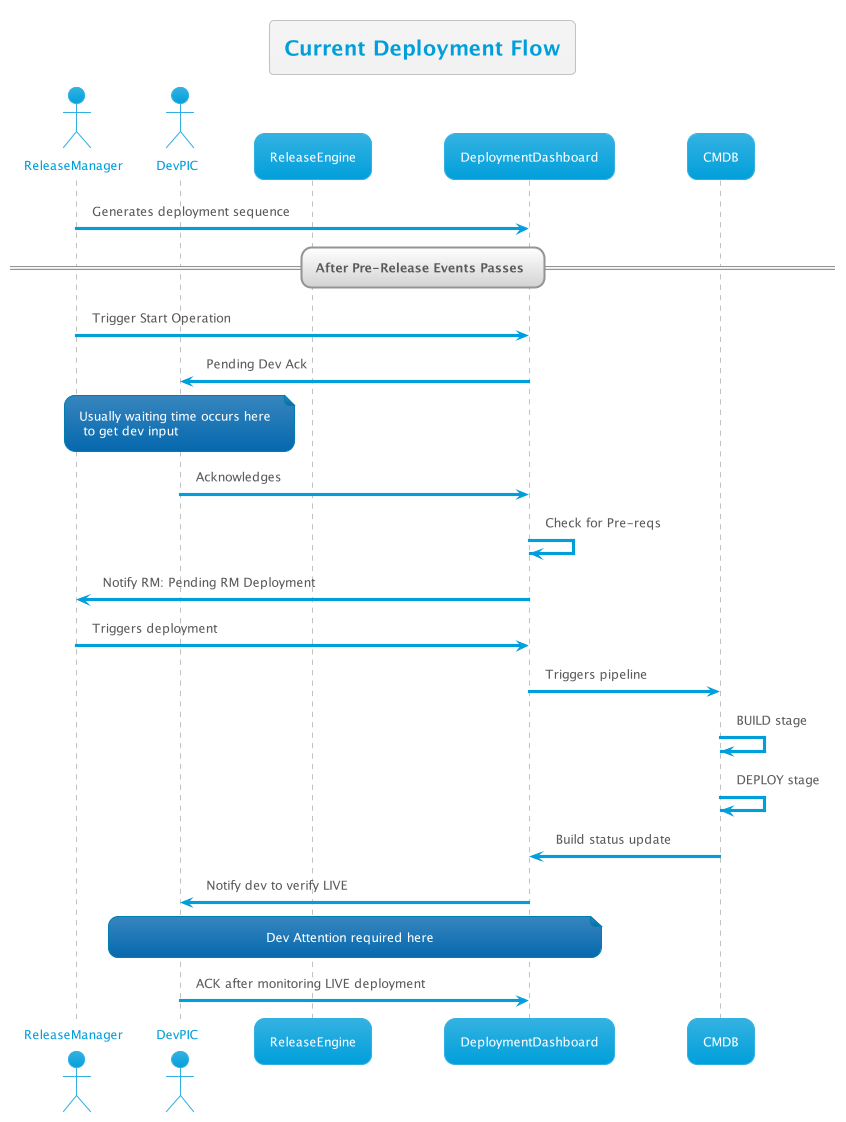 Current Deployment Flow
ReleaseManager
DevPIC
ReleaseEngine
DeploymentDashboard
CMDB
Generates deployment sequence
After Pre-Release Events Passes
Trigger Start Operation
Pending Dev Ack
Usually waiting time occurs here
to get dev input
Acknowledges
Check for Pre-reqs
Notify RM: Pending RM Deployment
Triggers deployment
Triggers pipeline
BUILD stage
DEPLOY stage
Build status update
Notify dev to verify LIVE
Dev Attention required here
ACK after monitoring LIVE deployment
ReleaseManager
DevPIC
ReleaseEngine
DeploymentDashboard
CMDB